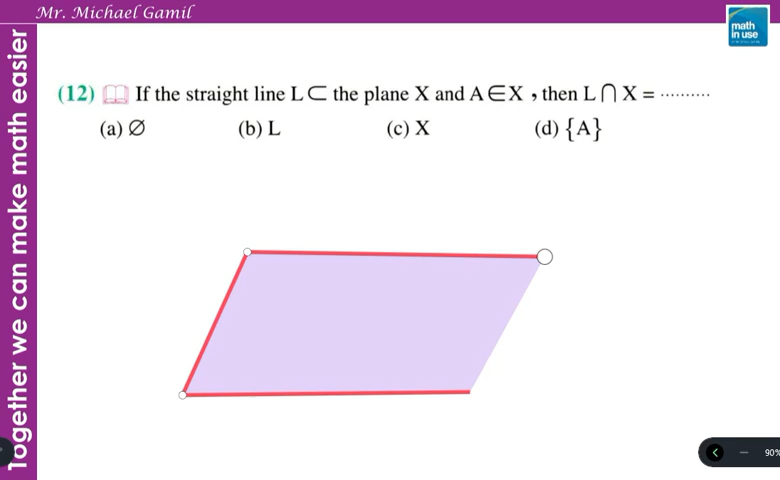 Mr. Michael Gamil
math
in use
Together we can make math easier
(12) If the straight line L ⊂ the plane X and A ∈ X , then L ∩ X = ..........
(a) ∅ (b) L (c) X (d) {A}
90%